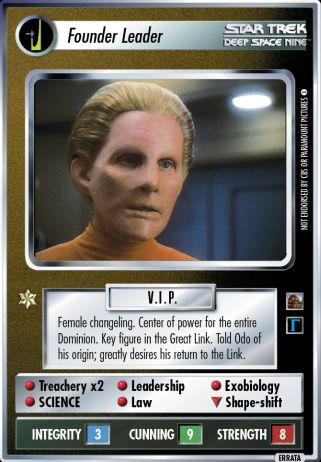 Founder Leader
STAR TREK
DEEP SPACE NINE
NOT ENDORSED BY CBS OR PARAMOUNT PICTURES
V.I.P.
Female changeling. Center of power for the entire
Dominion. Key figure in the Great Link. Told Odo of
his origin; greatly desires his return to the Link.
Treachery x2 Leadership Exobiology
SCIENCE Law Shape-shift
INTEGRITY 3 CUNNING 9 STRENGTH 8
ERRATA